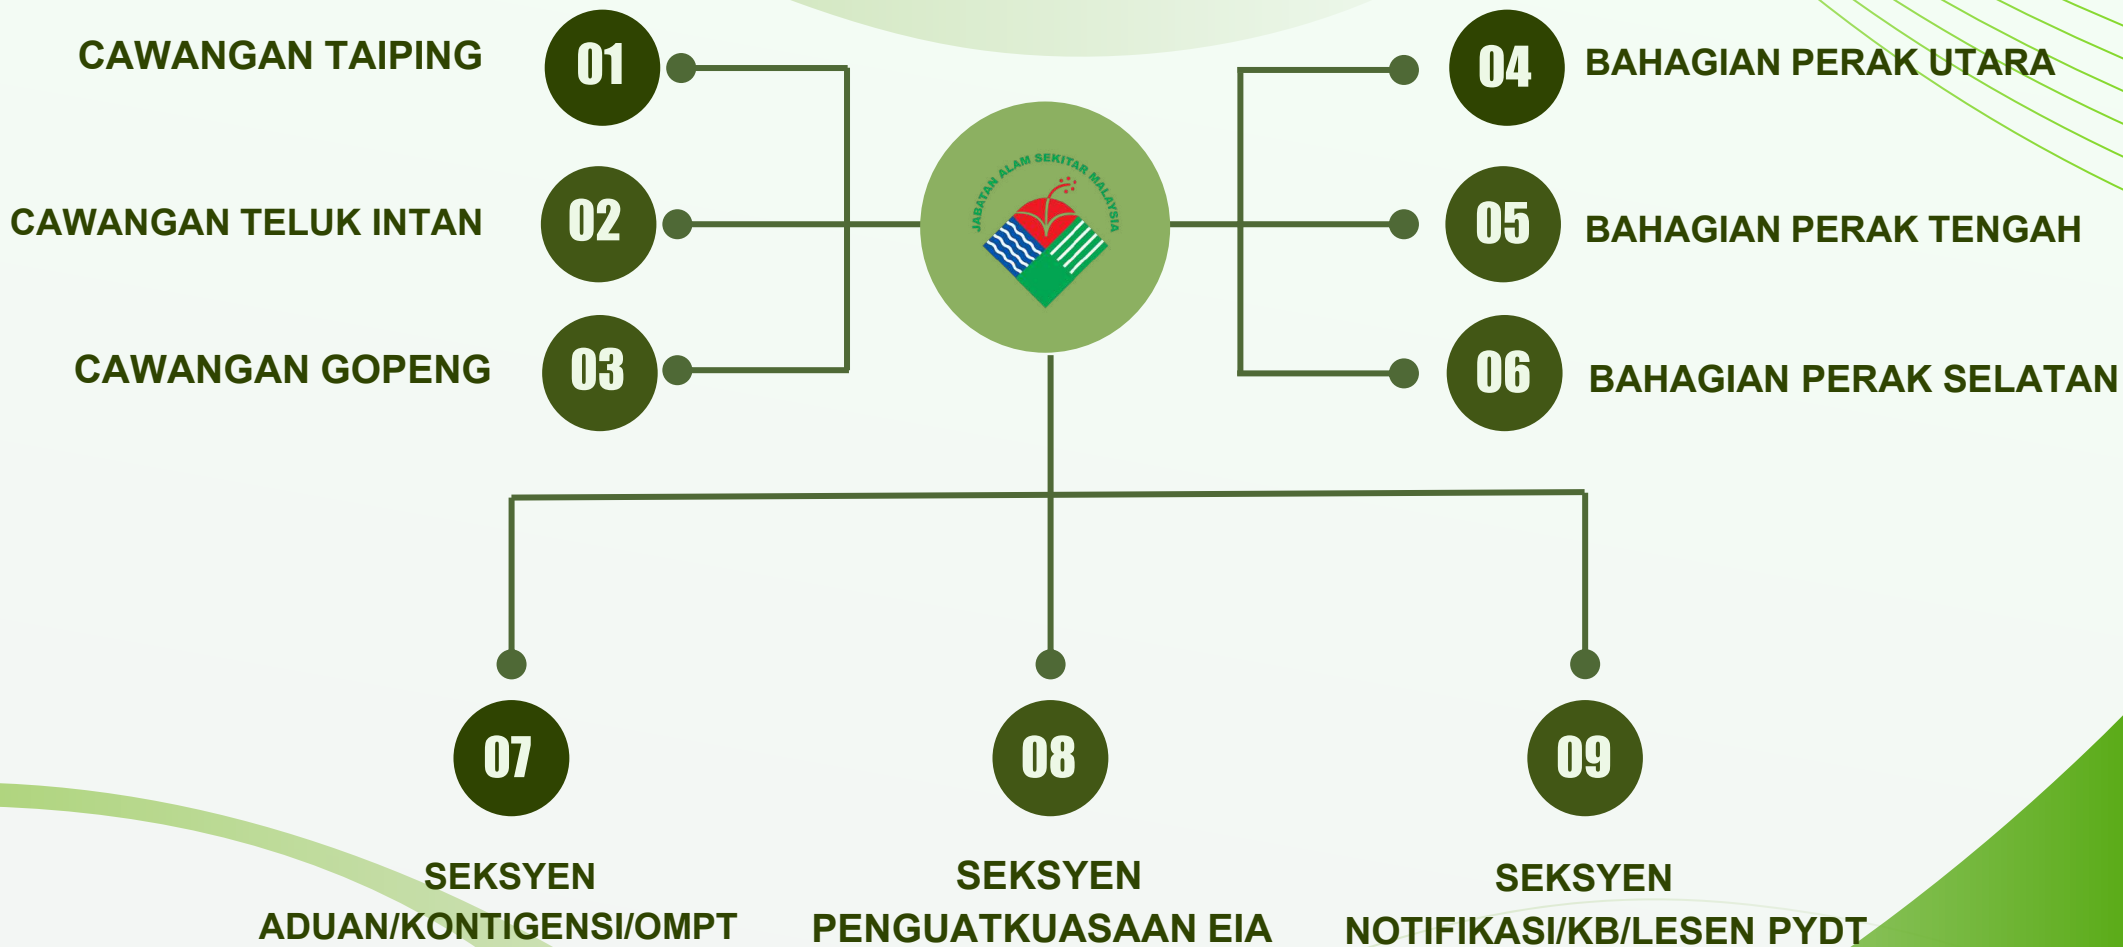 CAWANGAN TAIPING
01
CAWANGAN TELUK INTAN
02
CAWANGAN GOPENG
03
JABATAN ALAM SEKITAR MALAYSIA
04
BAHAGIAN PERAK UTARA
05
BAHAGIAN PERAK TENGAH
06
BAHAGIAN PERAK SELATAN
07
SEKSYEN
ADUAN/KONTIGENSI/OMPT
08
SEKSYEN
PENGUATKUASAAN EIA
09
SEKSYEN
NOTIFIKASI/KB/LESEN PYDT